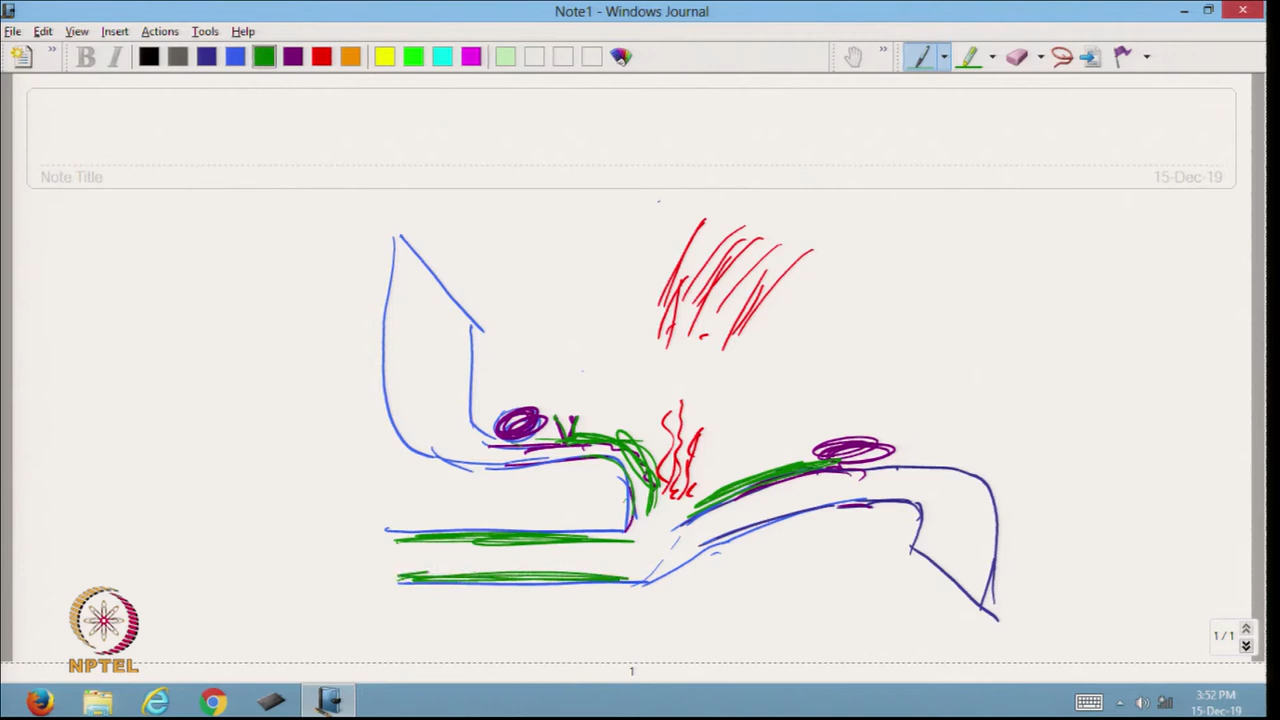 Note1 - Windows Journal
File Edit View Insert Actions Tools Help
B I
Note Title
15-Dec-19
NPTEL
1 / 1
1
3:52 PM
15-Dec-19